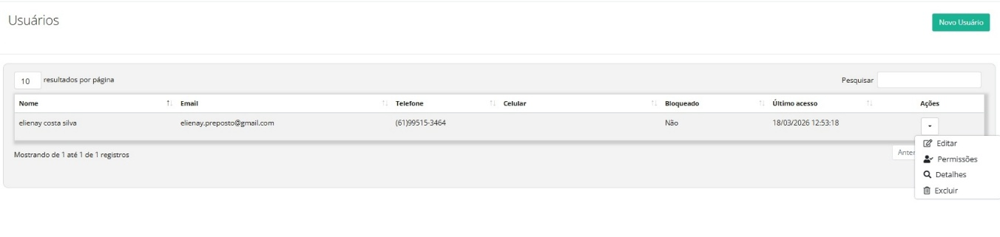 Usuários
Novo Usuário
10 resultados por página
Pesquisar
Nome Email Telefone Celular Bloqueado Último acesso Ações
elienay costa silva elienay.preposto@gmail.com (61)99515-3464 Não 18/03/2026 12:53:18
Editar
Mostrando de 1 até 1 de 1 registros
Anter
Permissões
Detalhes
Excluir